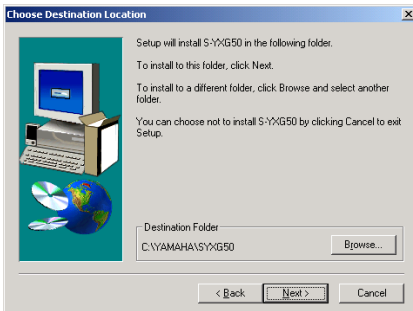 Choose Destination Location
Setup will install S-YXG50 in the following folder.
To install to this folder, click Next.
To install to a different folder, click Browse and select another
folder.
You can choose not to install S-YXG50 by clicking Cancel to exit
Setup.
Destination Folder
C:\YAMAHA\SYXG50
Browse...
< Back
Next >
Cancel